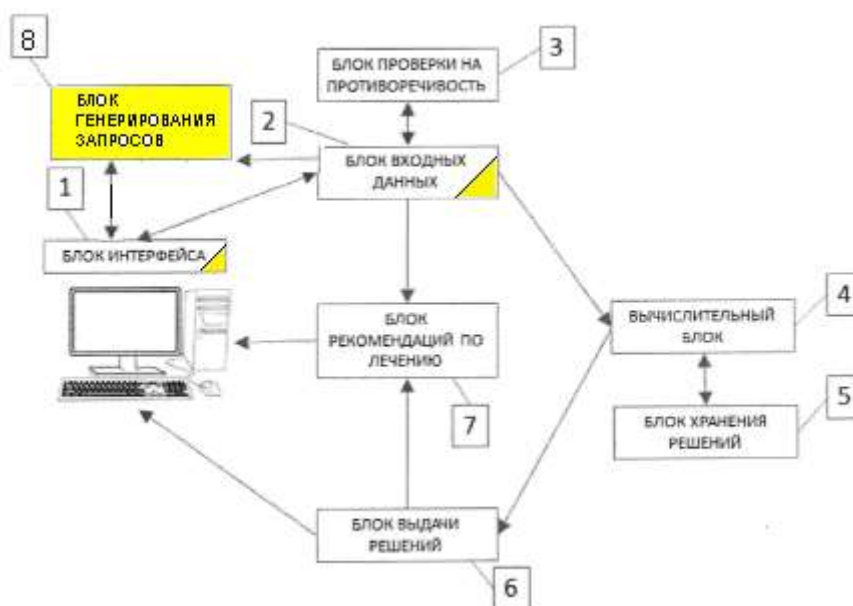 8
БЛОК
ГЕНЕРИРОВАНИЯ
ЗАПРОСОВ
3
БЛОК ПРОВЕРКИ НА
ПРОТИВОРЕЧИВОСТЬ
2
БЛОК ВХОДНЫХ
ДАННЫХ
1
БЛОК ИНТЕРФЕЙСА
БЛОК
РЕКОМЕНДАЦИЙ ПО
ЛЕЧЕНИЮ
7
4
ВЫЧИСЛИТЕЛЬНЫЙ
БЛОК
5
БЛОК ХРАНЕНИЯ
РЕШЕНИЙ
БЛОК ВЫДАЧИ
РЕШЕНИЙ
6